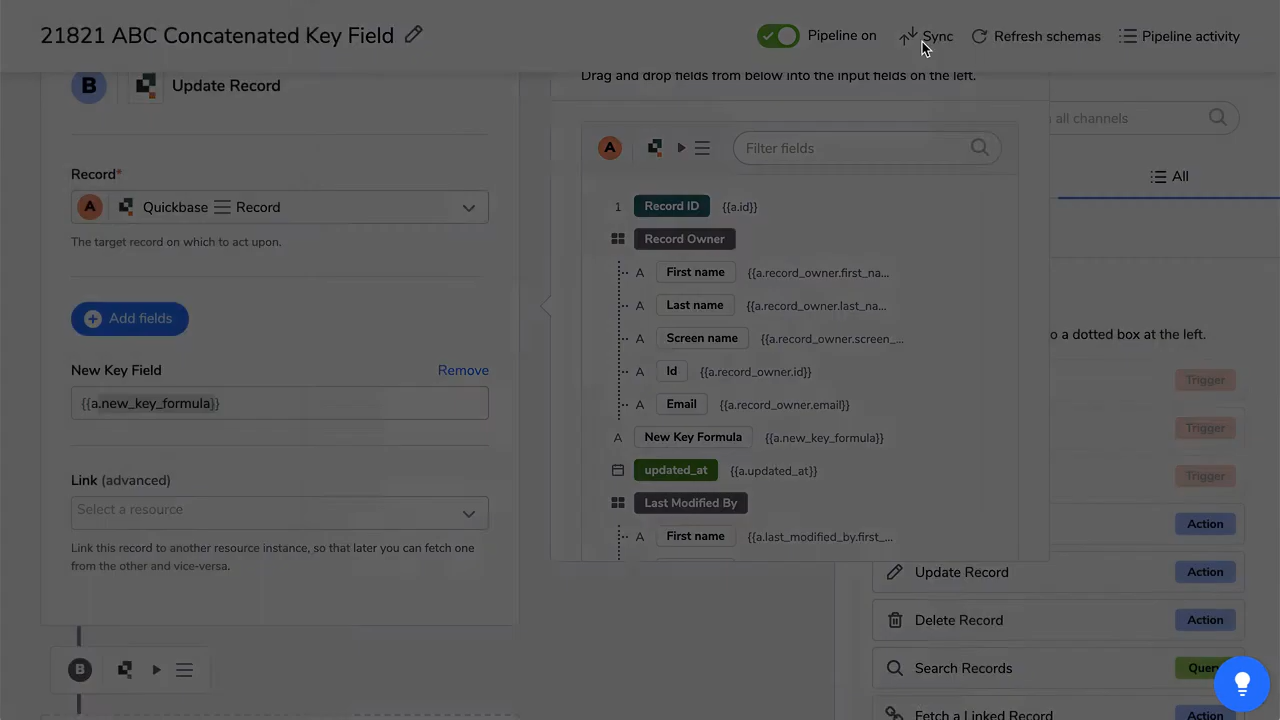 21821 ABC Concatenated Key Field
Pipeline on
Sync
Refresh schemas
Pipeline activity
B
Update Record
Record*
A
Quickbase
Record
The target record on which to act upon.
Add fields
New Key Field
Remove
{{a.new_key_formula}}
Link (advanced)
Select a resource
Link this record to another resource instance, so that later you can fetch one
from the other and vice-versa.
B
Drag and drop fields from below into the input fields on the left.
A
Filter fields
1 Record ID {{a.id}}
Record Owner
A First name {{a.record_owner.first_na...
A Last name {{a.record_owner.last_na...
A Screen name {{a.record_owner.screen_...
A Id {{a.record_owner.id}}
A Email {{a.record_owner.email}}
A New Key Formula {{a.new_key_formula}}
updated_at {{a.updated_at}}
Last Modified By
A First name {{a.last_modified_by.first_...
all channels
All
o a dotted box at the left.
Trigger
Trigger
Trigger
Action
Update Record Action
Delete Record Action
Search Records Query
Fetch a Linked Record Action